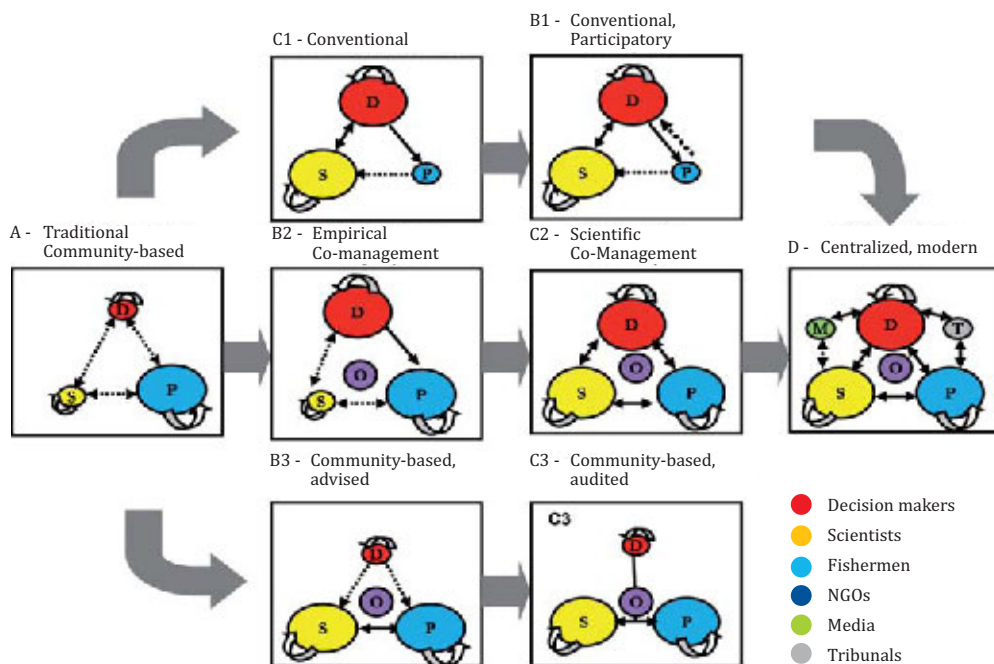 C1 - Conventional
B1 - Conventional,
Participatory
D
S
P
D
S
P
A - Traditional
Community-based
B2 - Empirical
Co-management
C2 - Scientific
Co-Management
D - Centralized, modern
D
S
P
D
O
S
P
D
O
S
P
M
D
T
O
S
P
B3 - Community-based,
advised
C3 - Community-based,
audited
D
O
S
P
C3
D
O
S
P
Decision makers
Scientists
Fishermen
NGOs
Media
Tribunals